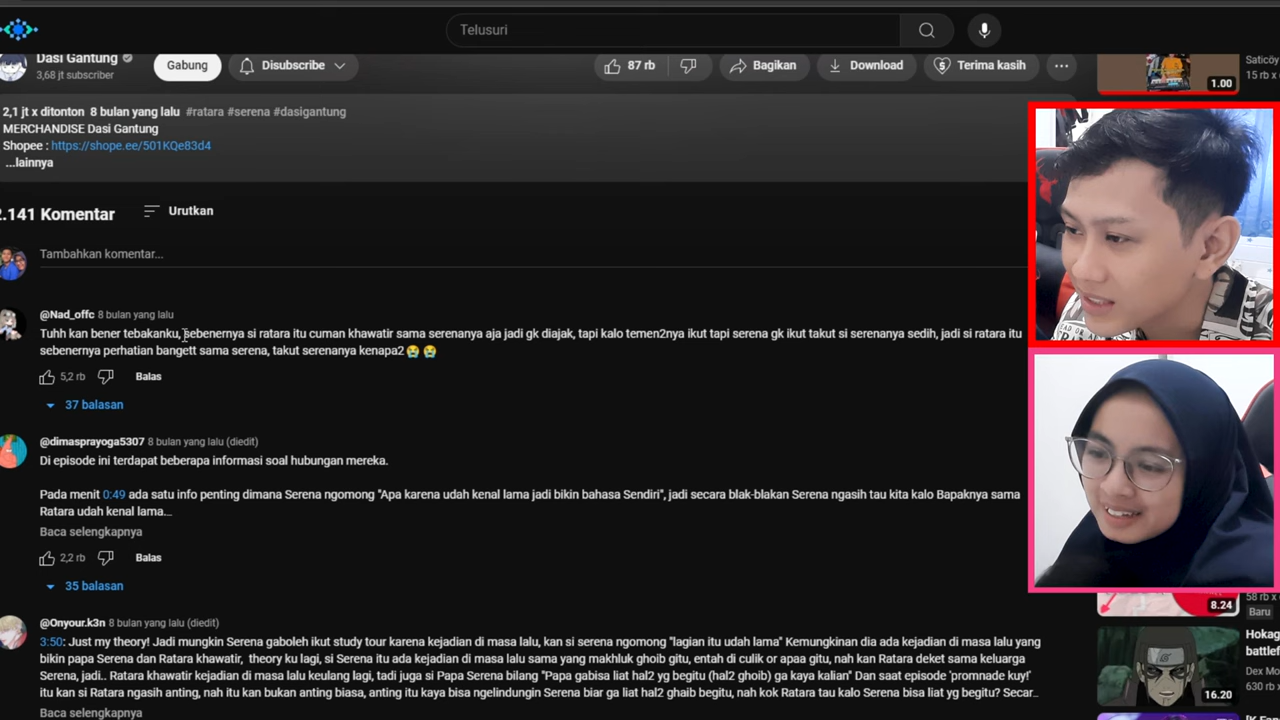 Telusuri
Dasi Gantung
3,68 jt subscriber
Gabung
Disubscribe
87 rb
Bagikan
Download
Terima kasih
1.00
Saticöy
15 rb x
2,1 jt x ditonton 8 bulan yang lalu #ratara #serena #dasigantung
MERCHANDISE Dasi Gantung
Shopee : https://shope.ee/501KQe83d4
...lainnya
2.141 Komentar
Urutkan
Tambahkan komentar...
@Nad_offc 8 bulan yang lalu
Tuhh kan bener tebakanku, sebenernya si ratara itu cuman khawatir sama serenanya aja jadi gk diajak, tapi kalo temen2nya ikut tapi serena gk ikut takut si serenanya sedih, jadi si ratara itu
sebenernya perhatian bangett sama serena, takut serenanya kenapa2 😭 😭
5,2 rb
Balas
37 balasan
@dimasprayoga5307 8 bulan yang lalu (diedit)
Di episode ini terdapat beberapa informasi soal hubungan mereka.
Pada menit 0:49 ada satu info penting dimana Serena ngomong "Apa karena udah kenal lama jadi bikin bahasa Sendiri", jadi secara blak-blakan Serena ngasih tau kita kalo Bapaknya sama
Ratara udah kenal lama...
Baca selengkapnya
2,2 rb
Balas
35 balasan
@Onyour.k3n 8 bulan yang lalu (diedit)
3:50: Just my theory! Jadi mungkin Serena gaboleh ikut study tour karena kejadian di masa lalu, kan si serena ngomong "lagian itu udah lama" Kemungkinan dia ada kejadian di masa lalu yang
bikin papa Serena dan Ratara khawatir, theory ku lagi, si Serena itu ada kejadian di masa lalu sama yang makhluk ghoib gitu, entah di culik or apaa gitu, nah kan Ratara deket sama keluarga
Serena, jadi.. Ratara khawatir kejadian di masa lalu keulang lagi, tadi juga si Papa Serena bilang "Papa gabisa liat hal2 yg begitu (hal2 ghoib) ga kaya kalian" Dan saat episode 'promnade kuy!'
itu kan si Ratara ngasih anting, nah itu kan bukan anting biasa, anting itu kaya bisa ngelindungin Serena biar ga liat hal2 ghaib begitu, nah kok Ratara tau kalo Serena bisa liat yg begitu? Secar...
Baca selengkapnya
8.24
58 rb x
Baru
16.20
Hokag
battlef
Dex Mo
630 rb x